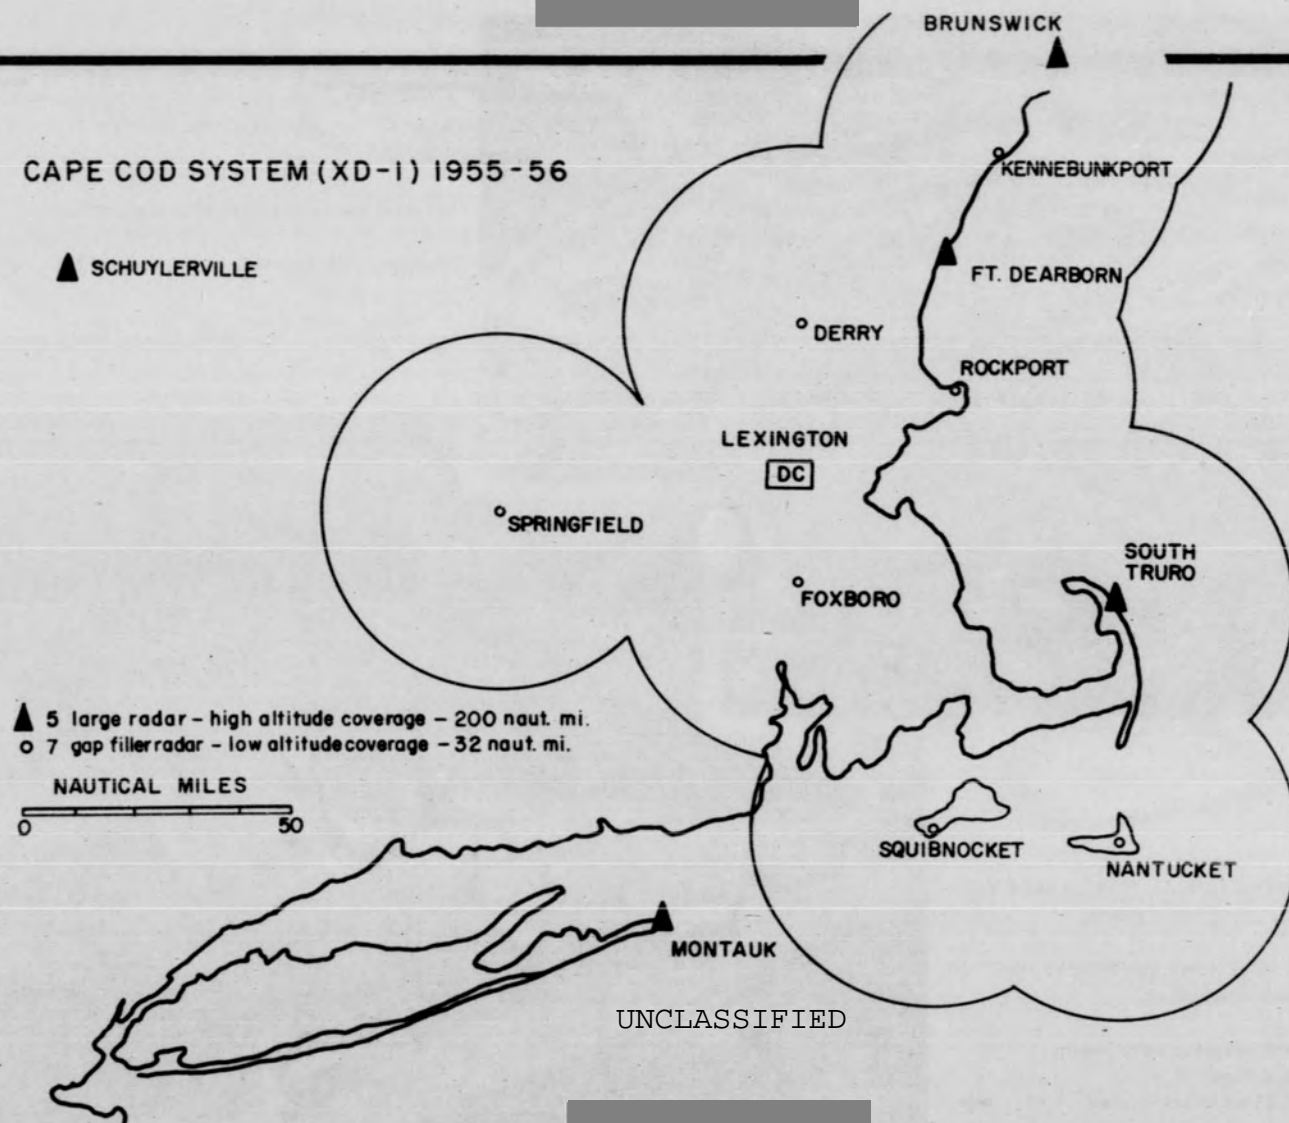 BRUNSWICK
CAPE COD SYSTEM (XD-1) 1955-56
KENNEBUNKPORT
SCHUYLERVILLE
FT. DEARBORN
DERRY
ROCKPORT
LEXINGTON
DC
SPRINGFIELD
SOUTH
TRURO
FOXBORO
5 large radar - high altitude coverage - 200 naut. mi.
7 gap filler radar - low altitude coverage - 32 naut. mi.
NAUTICAL MILES
0 50
SQUIBNOCKET
NANTUCKET
MONTAUK
UNCLASSIFIED